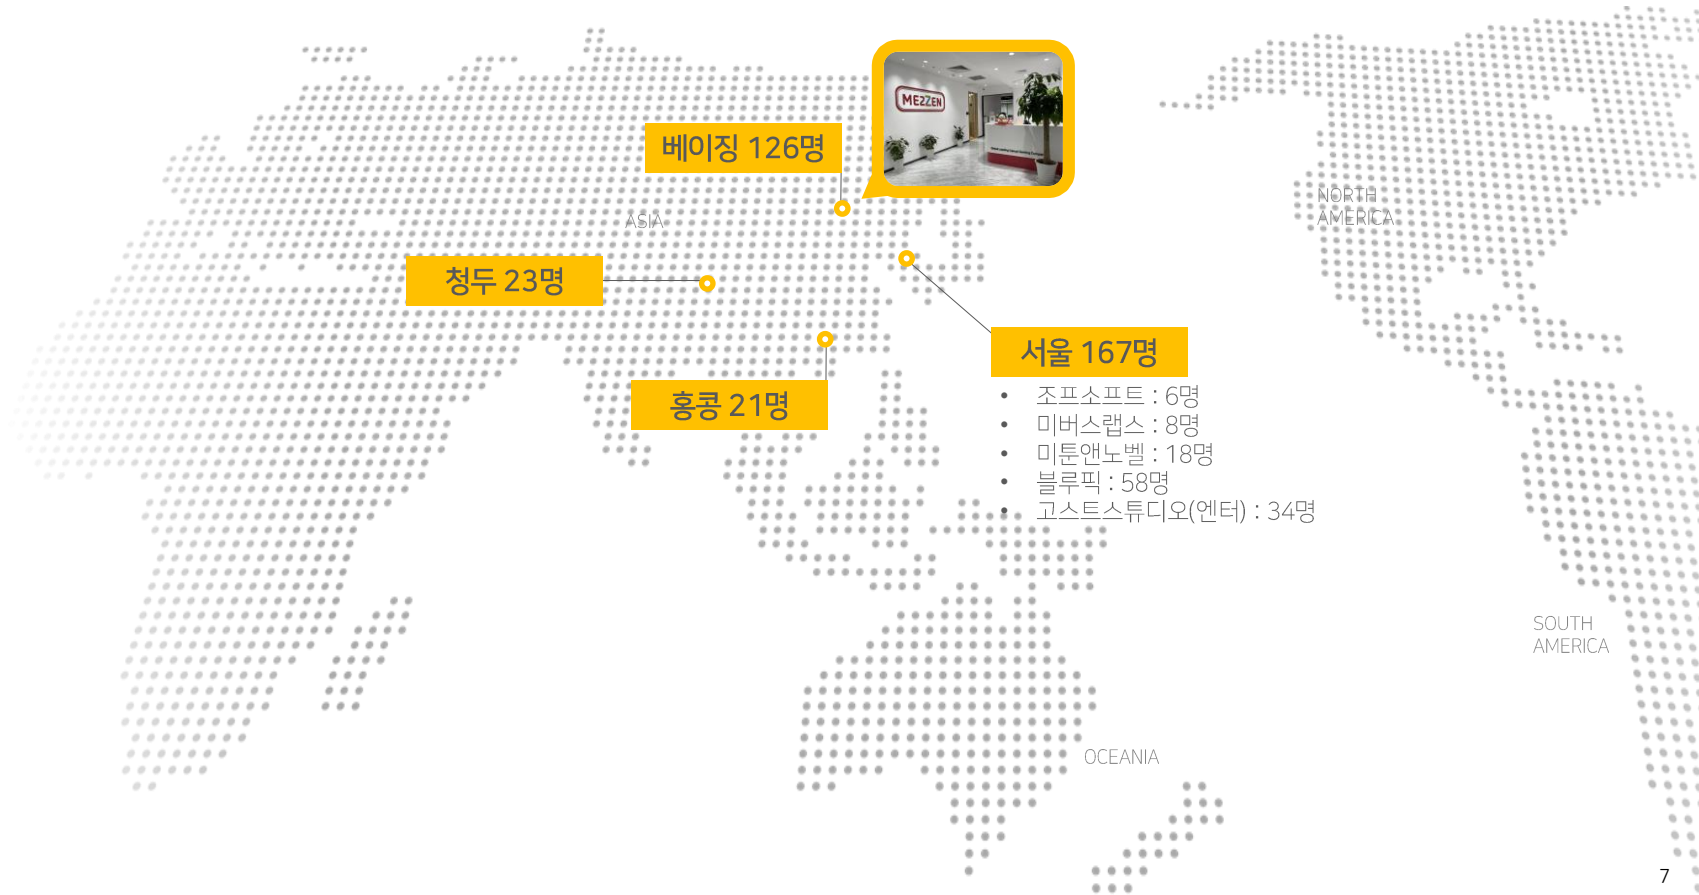 MEZZEN
베이징 126명
ASIA
NORTH
AMERICA
청두 23명
서울 167명
• 조프소프트 : 6명
• 미버스랩스 : 8명
• 미툰앤노벨 : 18명
• 블루픽 : 58명
• 고스트스튜디오(엔터) : 34명
홍콩 21명
SOUTH
AMERICA
OCEANIA
7